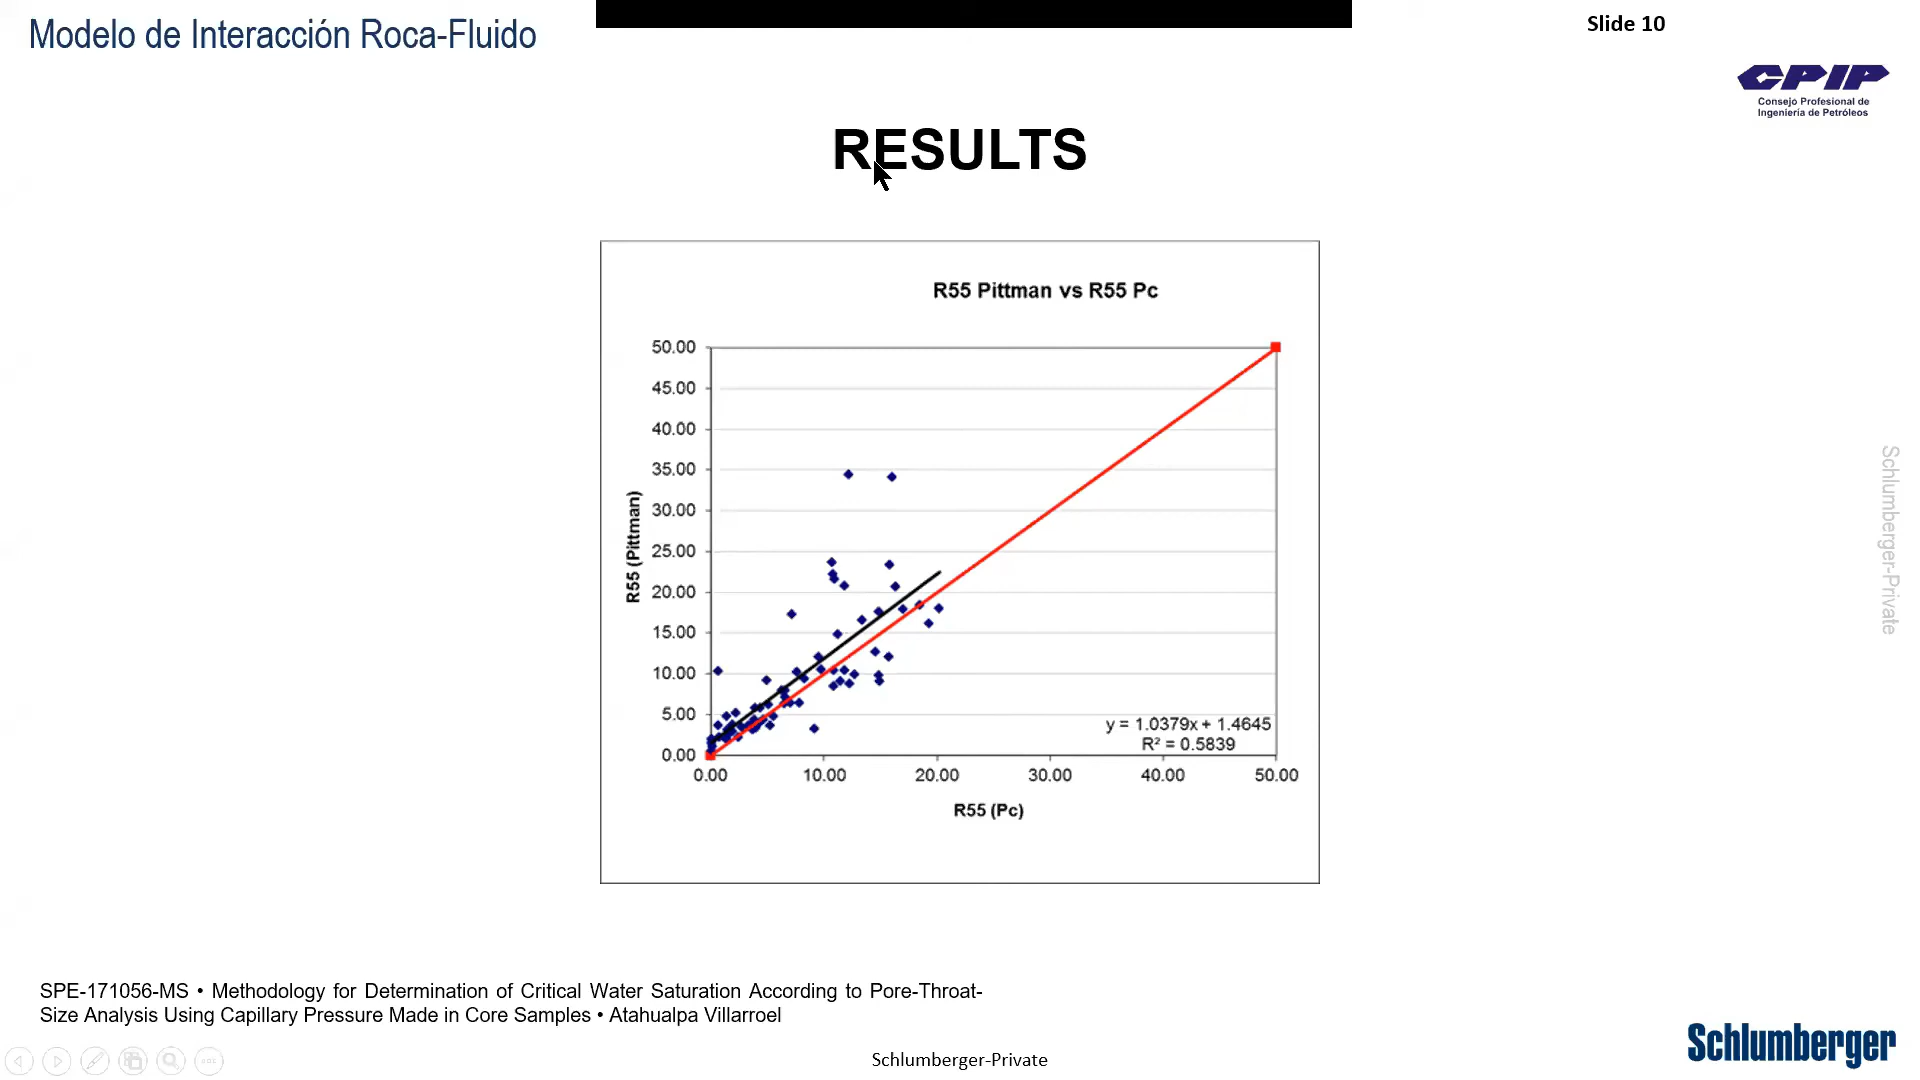 Modelo de Interacción Roca-Fluido
Slide 10
CPIP
Consejo Profesional de
Ingeniería de Petróleos
RESULTS
R55 Pittman vs R55 Pc
50.00
45.00
40.00
35.00
30.00
25.00
20.00
15.00
10.00
5.00
0.00
R55 (Pittman)
y = 1.0379x + 1.4645
R² = 0.5839
0.00 10.00 20.00 30.00 40.00 50.00
R55 (Pc)
Schlumberger-Private
SPE-171056-MS • Methodology for Determination of Critical Water Saturation According to Pore-Throat-
Size Analysis Using Capillary Pressure Made in Core Samples • Atahualpa Villarroel
Schlumberger-Private
Schlumberger